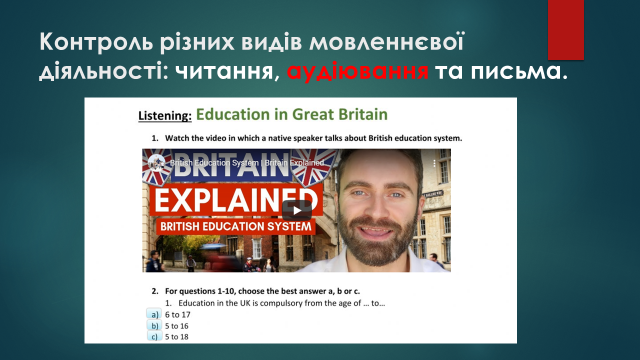 Контроль різних видів мовленнєвої
діяльності: читання, аудіювання та письма.
Listening: Education in Great Britain
1. Watch the video in which a native speaker talks about British education system.
British Education System | Britain Explained
BRITAIN
EXPLAINED
BRITISH EDUCATION SYSTEM
2. For questions 1-10, choose the best answer a, b or c.
1. Education in the UK is compulsory from the age of ... to...
a) 6 to 17
b) 5 to 16
c) 5 to 18